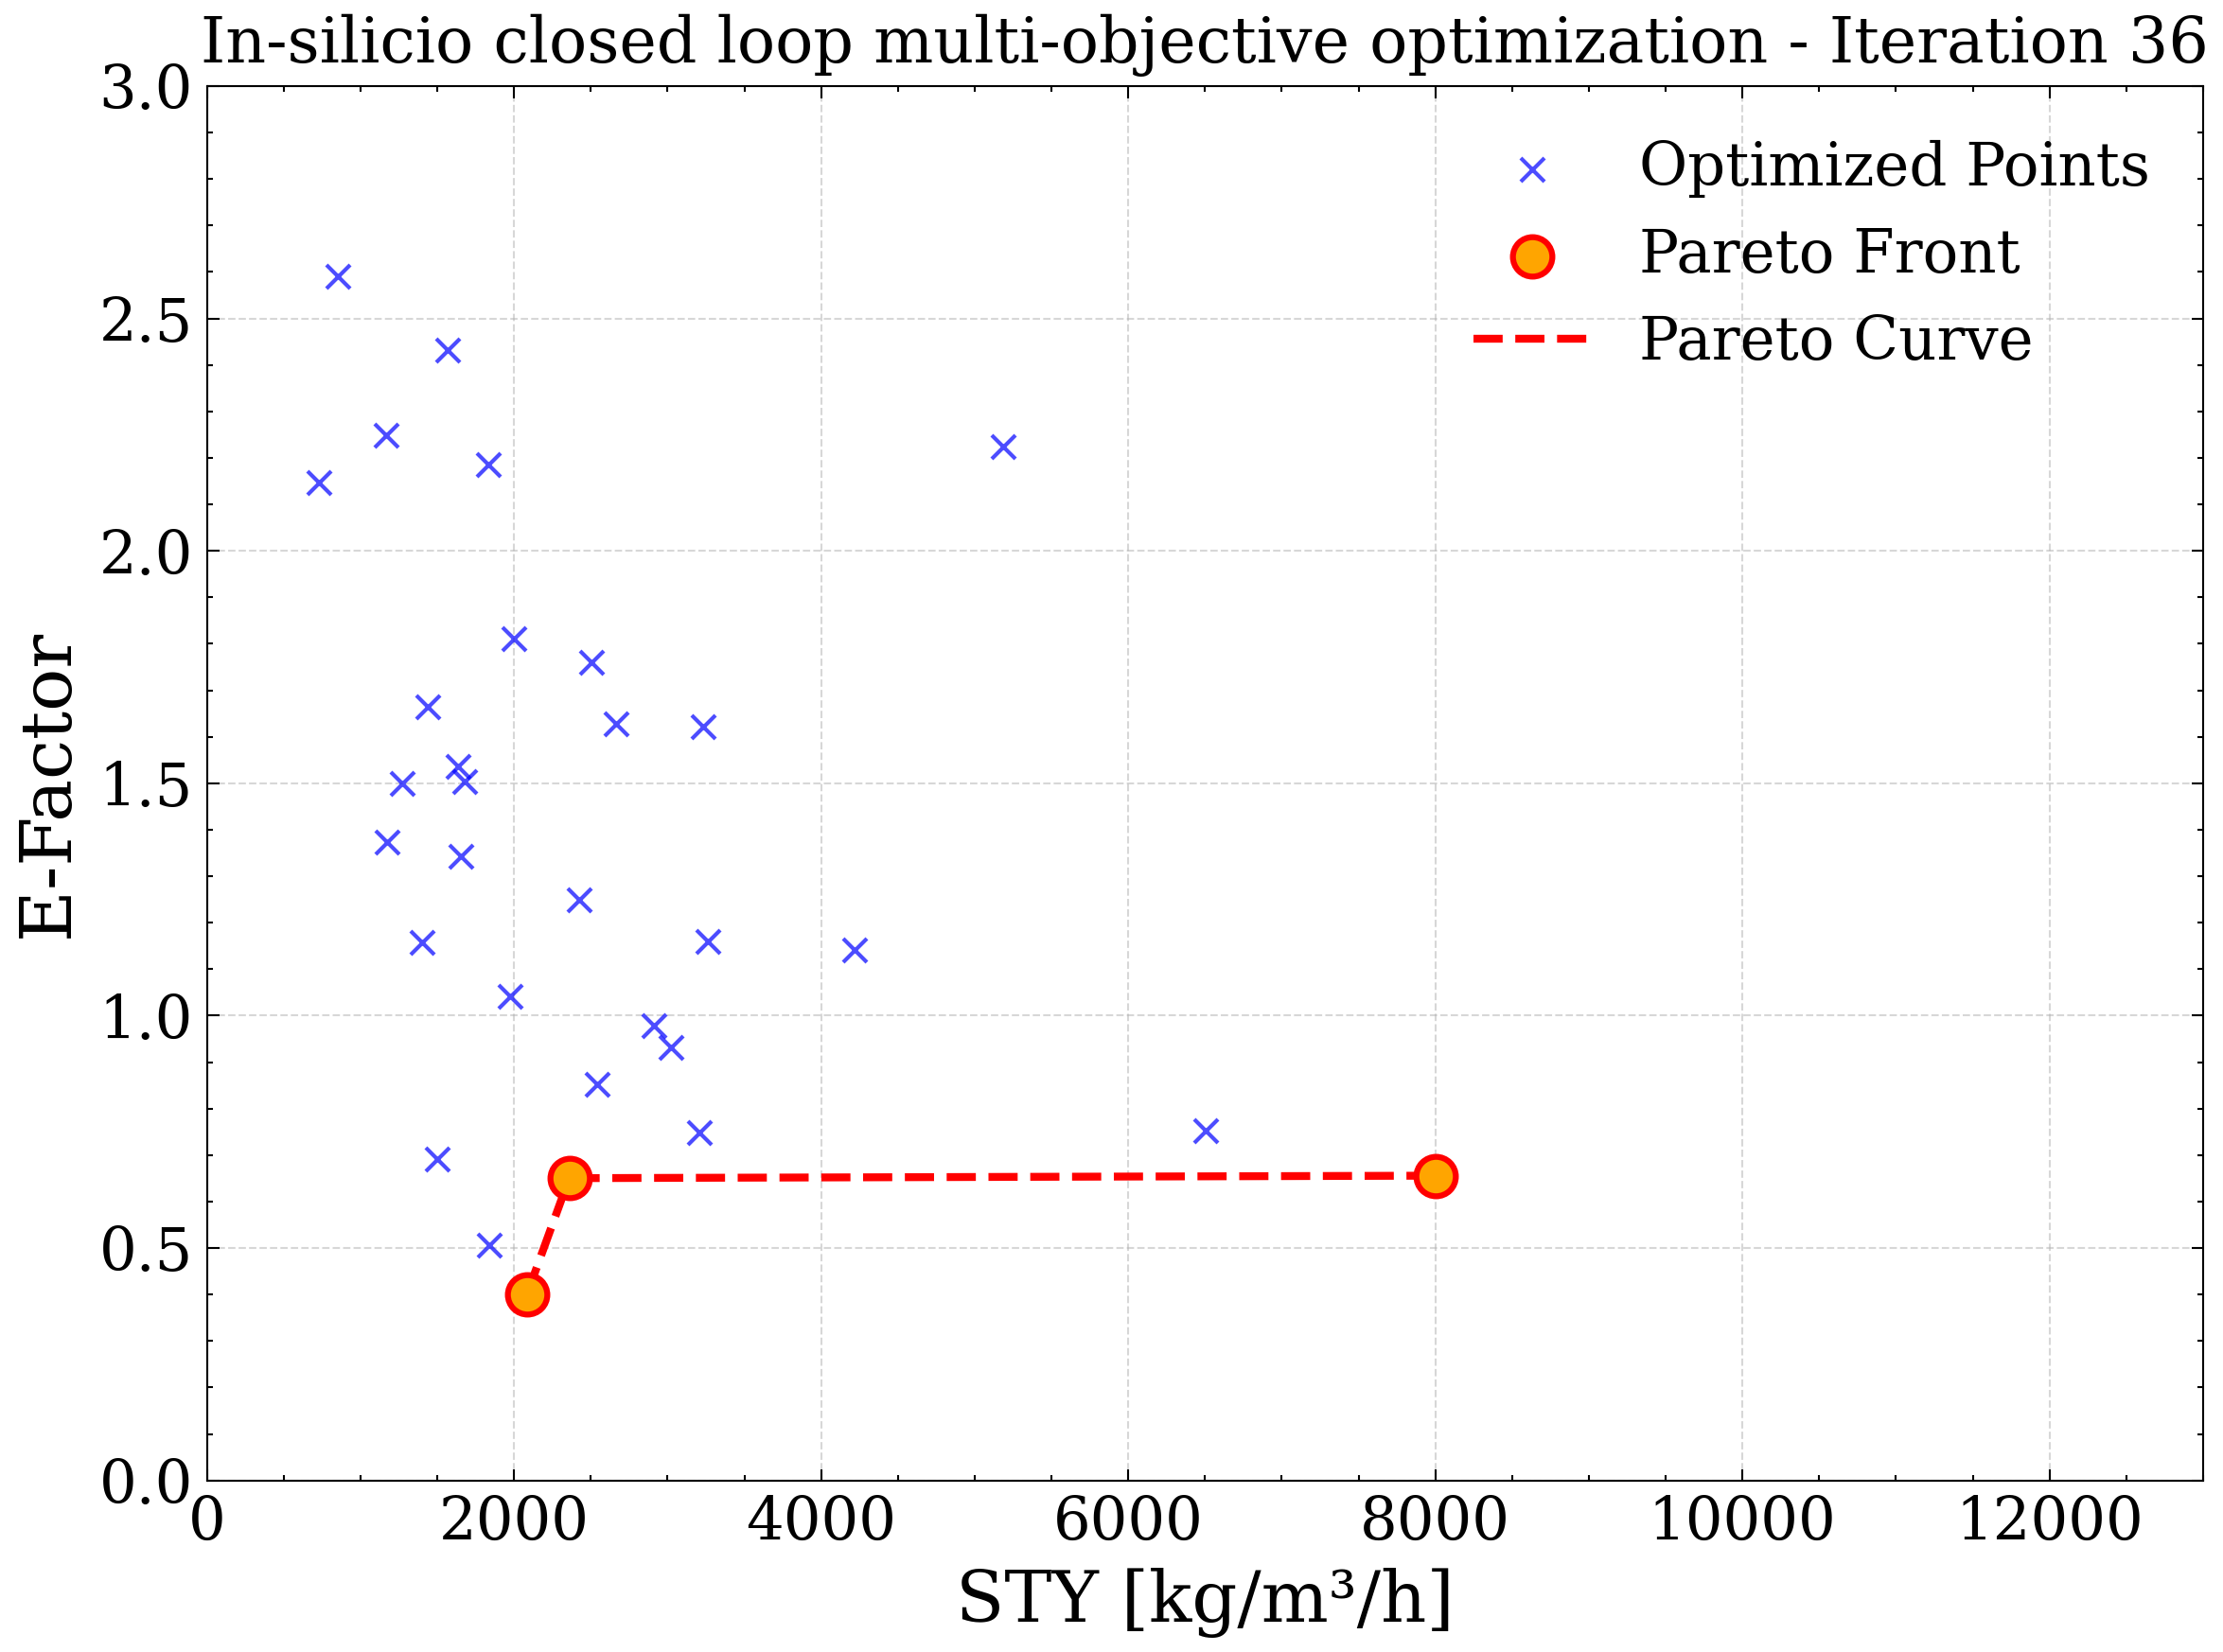 In-silicio closed loop multi-objective optimization - Iteration 36
3.0
2.5
2.0
1.5
1.0
0.5
0.0
E-Factor
Optimized Points
Pareto Front
Pareto Curve
0 2000 4000 6000 8000 10000 12000
STY [kg/m³/h]